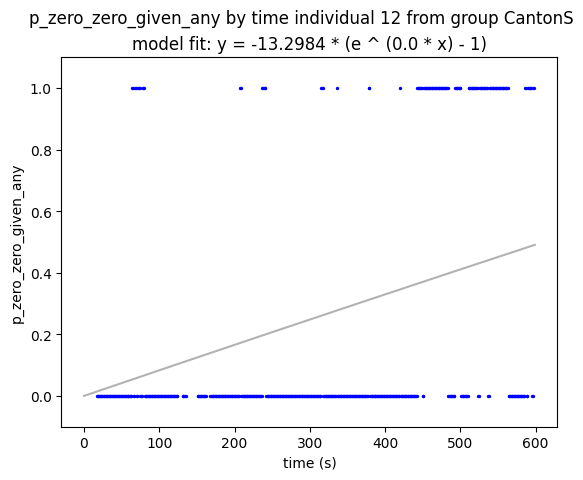 p_zero_zero_given_any by time individual 12 from group CantonS
model fit: y = -13.2984 * (e ^ (0.0 * x) - 1)
1.0
0.8
0.6
0.4
0.2
0.0
p_zero_zero_given_any
0 100 200 300 400 500 600
time (s)